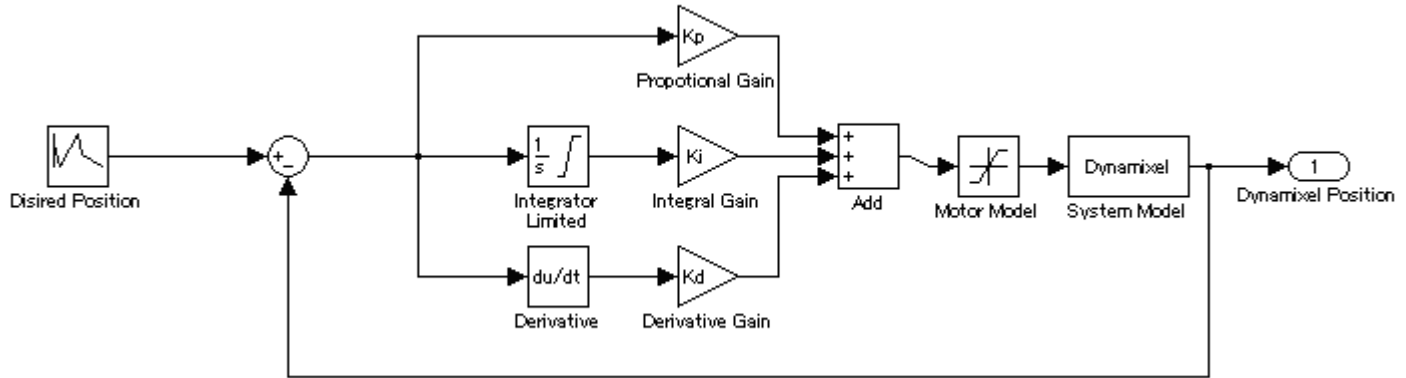 Kp
Propotional Gain
+
-
Disired Position
1
s
Integrator
Limited
Ki
Integral Gain
+
+
+
Add
Motor Model
Dynamixel
System Model
1
Dynamixel Position
du/dt
Derivative
Kd
Derivative Gain